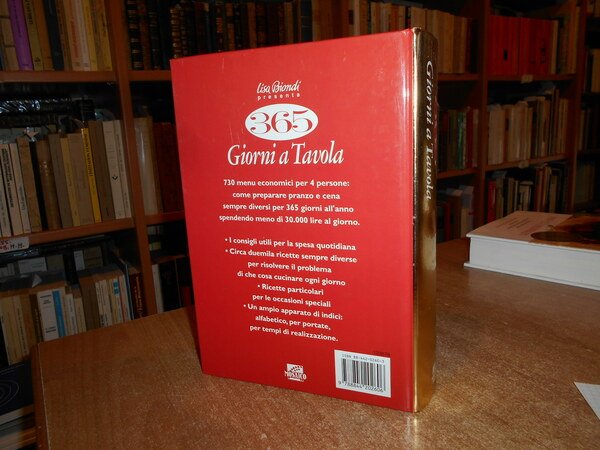 Lisa Biondi
presenta
365
Giorni a Tavola
730 menu economici per 4 persone:
come preparare pranzo e cena
sempre diversi per 365 giorni all'anno
spendendo meno di 30.000 lire al giorno.
• I consigli utili per la spesa quotidiana
• Circa duemila ricette sempre diverse
per risolvere il problema
di che cosa cucinare ogni giorno
• Ricette particolari
per le occasioni speciali
• Un ampio apparato di indici:
alfabetico, per portate,
per tempi di realizzazione.
Giorni a Tavola